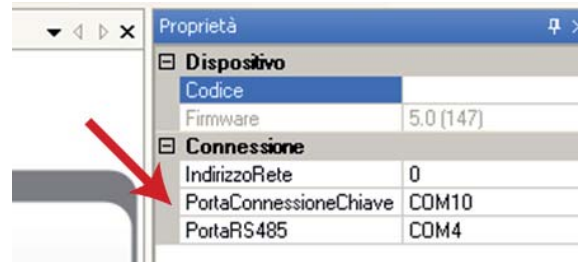 Proprietà
Dispositivo
Codice
Firmware 5.0 (147)
Connessione
IndirizzoRete 0
PortaConnessioneChiave COM10
PortaRS485 COM4